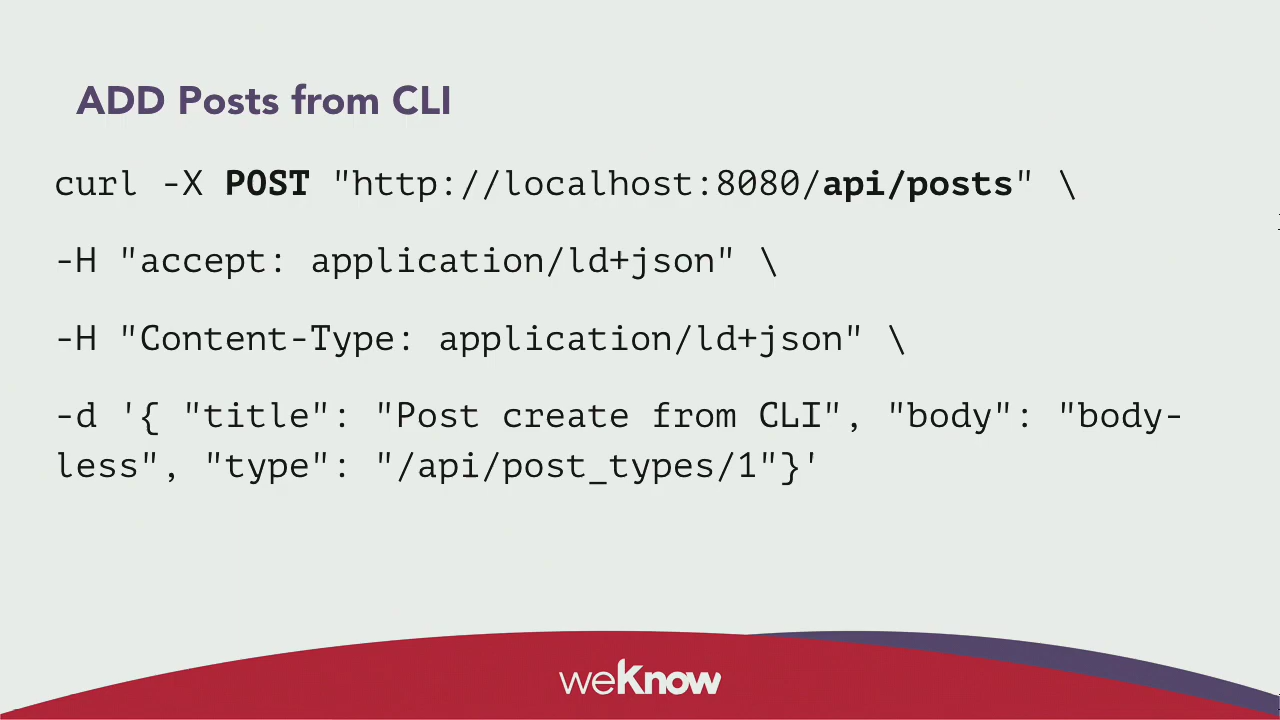 ADD Posts from CLI
curl -X POST "http://localhost:8080/api/posts" \
-H "accept: application/ld+json" \
-H "Content-Type: application/ld+json" \
-d '{ "title": "Post create from CLI", "body": "body-
less", "type": "/api/post_types/1"}'
weKnow